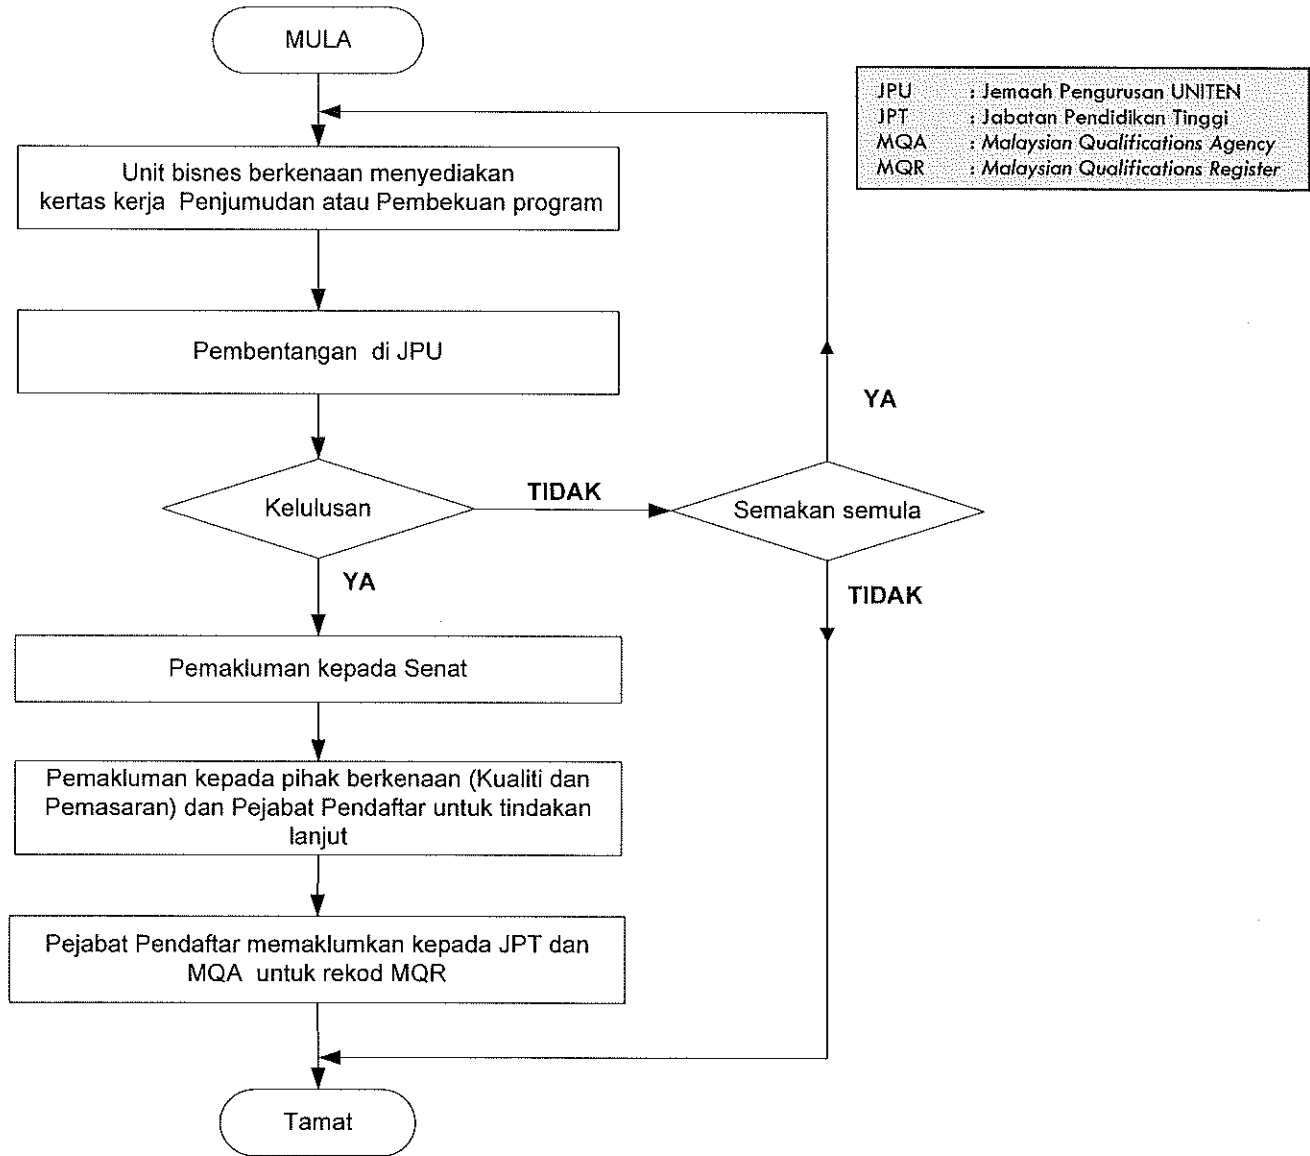 MULA
JPU : Jemaah Pengurusan UNITEN
JPT : Jabatan Pendidikan Tinggi
MQA : Malaysian Qualifications Agency
MQR : Malaysian Qualifications Register
Unit bisnes berkenaan menyediakan
kertas kerja Penjumudan atau Pembekuan program
Pembentangan di JPU
YA
Kelulusan
TIDAK
Semakan semula
YA
TIDAK
Pemakluman kepada Senat
Pemakluman kepada pihak berkenaan (Kualiti dan
Pemasaran) dan Pejabat Pendaftar untuk tindakan
lanjut
Pejabat Pendaftar memaklumkan kepada JPT dan
MQA untuk rekod MQR
Tamat